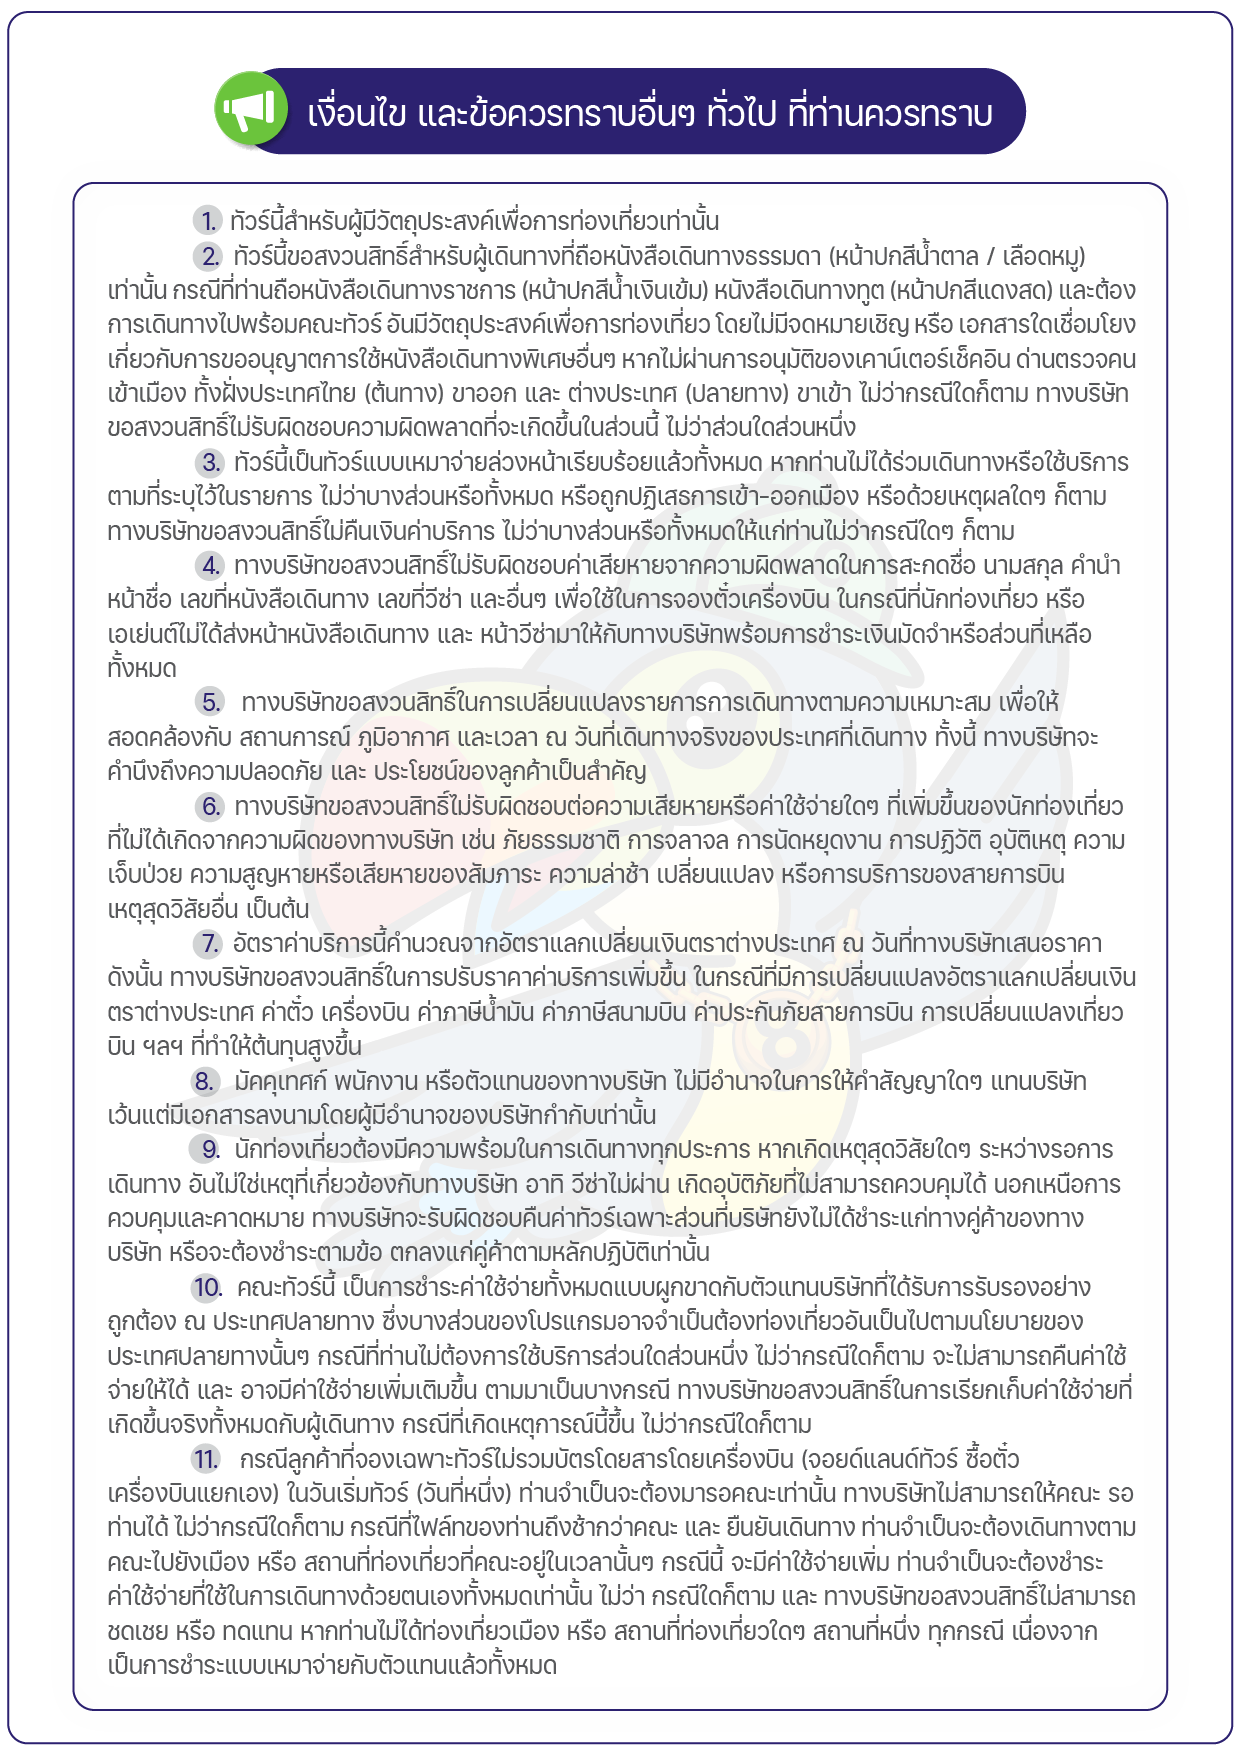 เงื่อนไข และข้อควรทราบอื่นๆ ทั่วไป ที่ท่านควรทราบ
1. ทัวร์นี้สำหรับผู้มีวัตถุประสงค์เพื่อการท่องเที่ยวเท่านั้น
2. ทัวร์นี้ขอสงวนสิทธิ์สำหรับผู้เดินทางที่ถือหนังสือเดินทางธรรมดา (หน้าปกสีน้ำตาล / เลือดหมู)
เท่านั้น กรณีที่ท่านถือหนังสือเดินทางราชการ (หน้าปกสีน้ำเงินเข้ม) หนังสือเดินทางทูต (หน้าปกสีแดงสด) และต้อง
การเดินทางไปพร้อมคณะทัวร์ อันมีวัตถุประสงค์เพื่อการท่องเที่ยว โดยไม่มีจดหมายเชิญ หรือ เอกสารใดเชื่อมโยง
เกี่ยวกับการขออนุญาตการใช้หนังสือเดินทางพิเศษอื่นๆ หากไม่ผ่านการอนุมัติของเคาน์เตอร์เช็คอิน ด่านตรวจคน
เข้าเมือง ทั้งฝั่งประเทศไทย (ต้นทาง) ขาออก และ ต่างประเทศ (ปลายทาง) ขาเข้า ไม่ว่ากรณีใดก็ตาม ทางบริษัท
ขอสงวนสิทธิ์ไม่รับผิดชอบความผิดพลาดที่จะเกิดขึ้นในส่วนนี้ ไม่ว่าส่วนใดส่วนหนึ่ง
3. ทัวร์นี้เป็นทัวร์แบบเหมาจ่ายล่วงหน้าเรียบร้อยแล้วทั้งหมด หากท่านไม่ได้ร่วมเดินทางหรือใช้บริการ
ตามที่ระบุไว้ในรายการ ไม่ว่าบางส่วนหรือทั้งหมด หรือถูกปฏิเสธการเข้า-ออกเมือง หรือด้วยเหตุผลใดๆ ก็ตาม
ทางบริษัทขอสงวนสิทธิ์ไม่คืนเงินค่าบริการ ไม่ว่าบางส่วนหรือทั้งหมดให้แก่ท่านไม่ว่ากรณีใดๆ ก็ตาม
4. ทางบริษัทขอสงวนสิทธิ์ไม่รับผิดชอบค่าเสียหายจากความผิดพลาดในการสะกดชื่อ นามสกุล คำนำ
หน้าชื่อ เลขที่หนังสือเดินทาง เลขที่วีซ่า และอื่นๆ เพื่อใช้ในการจองตั๋วเครื่องบิน ในกรณีที่นักท่องเที่ยว หรือ
เอเย่นต์ไม่ได้ส่งหน้าหนังสือเดินทาง และ หน้าวีซ่ามาให้กับทางบริษัทพร้อมการชำระเงินมัดจำหรือส่วนที่เหลือ
ทั้งหมด
5. ทางบริษัทขอสงวนสิทธิ์ในการเปลี่ยนแปลงรายการการเดินทางตามความเหมาะสม เพื่อให้
สอดคล้องกับ สถานการณ์ ภูมิอากาศ และเวลา ณ วันที่เดินทางจริงของประเทศที่เดินทาง ทั้งนี้ ทางบริษัทจะ
คำนึงถึงความปลอดภัย และ ประโยชน์ของลูกค้าเป็นสำคัญ
6. ทางบริษัทขอสงวนสิทธิ์ไม่รับผิดชอบต่อความเสียหายหรือค่าใช้จ่ายใดๆ ที่เพิ่มขึ้นของนักท่องเที่ยว
ที่ไม่ได้เกิดจากความผิดของทางบริษัท เช่น ภัยธรรมชาติ การจลาจล การนัดหยุดงาน การปฏิวัติ อุบัติเหตุ ความ
เจ็บป่วย ความสูญหายหรือเสียหายของสัมภาระ ความล่าช้า เปลี่ยนแปลง หรือการบริการของสายการบิน
เหตุสุดวิสัยอื่น เป็นต้น
7. อัตราค่าบริการนี้คำนวณจากอัตราแลกเปลี่ยนเงินตราต่างประเทศ ณ วันที่ทางบริษัทเสนอราคา
ดังนั้น ทางบริษัทขอสงวนสิทธิ์ในการปรับราคาค่าบริการเพิ่มขึ้น ในกรณีที่มีการเปลี่ยนแปลงอัตราแลกเปลี่ยนเงิน
ตราต่างประเทศ ค่าตั๋ว เครื่องบิน ค่าภาษีน้ำมัน ค่าภาษีสนามบิน ค่าประกันภัยสายการบิน การเปลี่ยนแปลงเที่ยว
บิน ฯลฯ ที่ทำให้ต้นทุนสูงขึ้น
8. มัคคุเทศก์ พนักงาน หรือตัวแทนของทางบริษัท ไม่มีอำนาจในการให้คำสัญญาใดๆ แทนบริษัท
เว้นแต่มีเอกสารลงนามโดยผู้มีอำนาจของบริษัทกำกับเท่านั้น
9. นักท่องเที่ยวต้องมีความพร้อมในการเดินทางทุกประการ หากเกิดเหตุสุดวิสัยใดๆ ระหว่างรอการ
เดินทาง อันไม่ใช่เหตุที่เกี่ยวข้องกับทางบริษัท อาทิ วีซ่าไม่ผ่าน เกิดอุบัติภัยที่ไม่สามารถควบคุมได้ นอกเหนือการ
ควบคุมและคาดหมาย ทางบริษัทจะรับผิดชอบคืนค่าทัวร์เฉพาะส่วนที่บริษัทยังไม่ได้ชำระแก่ทางคู่ค้าของทาง
บริษัท หรือจะต้องชำระตามข้อ ตกลงแก่คู่ค้าตามหลักปฏิบัติเท่านั้น
10. คณะทัวร์นี้ เป็นการชำระค่าใช้จ่ายทั้งหมดแบบผูกขาดกับตัวแทนบริษัทที่ได้รับการรับรองอย่าง
ถูกต้อง ณ ประเทศปลายทาง ซึ่งบางส่วนของโปรแกรมอาจจำเป็นต้องท่องเที่ยวอันเป็นไปตามนโยบายของ
ประเทศปลายทางนั้นๆ กรณีที่ท่านไม่ต้องการใช้บริการส่วนใดส่วนหนึ่ง ไม่ว่ากรณีใดก็ตาม จะไม่สามารถคืนค่าใช้
จ่ายให้ได้ และ อาจมีค่าใช้จ่ายเพิ่มเติมขึ้น ตามมาเป็นบางกรณี ทางบริษัทขอสงวนสิทธิ์ในการเรียกเก็บค่าใช้จ่ายที่
เกิดขึ้นจริงทั้งหมดกับผู้เดินทาง กรณีที่เกิดเหตุการณ์นี้ขึ้น ไม่ว่ากรณีใดก็ตาม
11. กรณีลูกค้าที่จองเฉพาะทัวร์ไม่รวมบัตรโดยสารโดยเครื่องบิน (จอยด์แลนด์ทัวร์ ซื้อตั๋ว
เครื่องบินแยกเอง) ในวันเริ่มทัวร์ (วันที่หนึ่ง) ท่านจำเป็นจะต้องมารอคณะเท่านั้น ทางบริษัทไม่สามารถให้คณะ รอ
ท่านได้ ไม่ว่ากรณีใดก็ตาม กรณีที่ไฟล์ทของท่านถึงช้ากว่าคณะ และ ยืนยันเดินทาง ท่านจำเป็นจะต้องเดินทางตาม
คณะไปยังเมือง หรือ สถานที่ท่องเที่ยวที่คณะอยู่ในเวลานั้นๆ กรณีนี้ จะมีค่าใช้จ่ายเพิ่ม ท่านจำเป็นจะต้องชำระ
ค่าใช้จ่ายที่ใช้ในการเดินทางด้วยตนเองทั้งหมดเท่านั้น ไม่ว่า กรณีใดก็ตาม และ ทางบริษัทขอสงวนสิทธิ์ไม่สามารถ
ชดเชย หรือ ทดแทน หากท่านไม่ได้ท่องเที่ยวเมือง หรือ สถานที่ท่องเที่ยวใดๆ สถานที่หนึ่ง ทุกกรณี เนื่องจาก
เป็นการชำระแบบเหมาจ่ายกับตัวแทนแล้วทั้งหมด
8